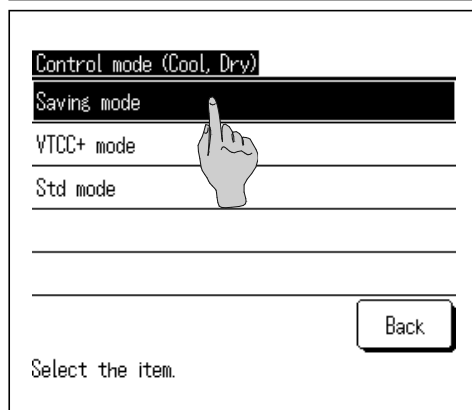 Control mode (Cool, Dry)
Saving mode
VTCC+ mode
Std mode
Back
Select the item.